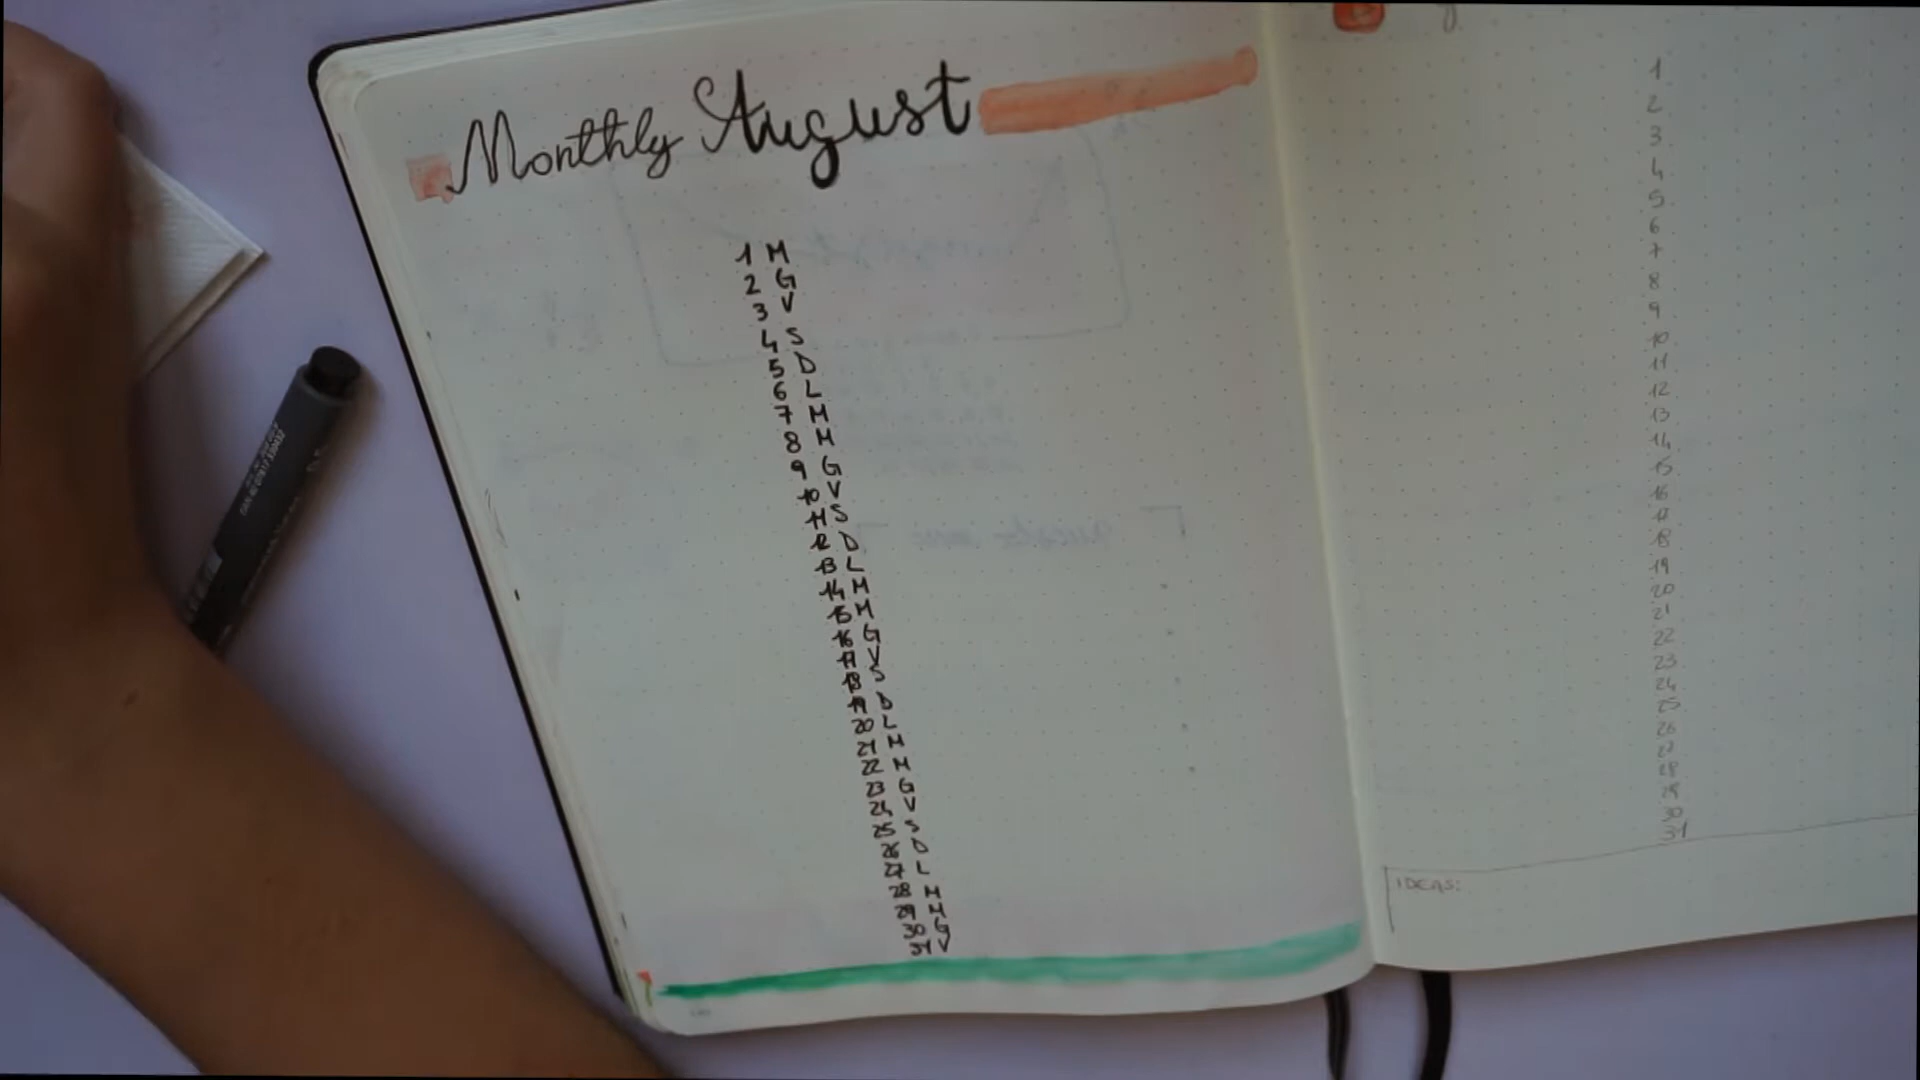 Monthly August
1 M
2 G
3 V
4 S
5 D
6 L
7 M
8 M
9 G
10 V
11 S
12 D
13 L
14 M
15 M
16 G
17 V
18 S
19 D
20 L
21 M
22 M
23 G
24 V
25 S
26 D
27 L
28 M
29 M
30 G
31 V
1
2
3
4
5
6
7
8
9
10
11
12
13
14
15
16
17
18
19
20
21
22
23
24
25
26
27
28
29
30
31
IDEAS: